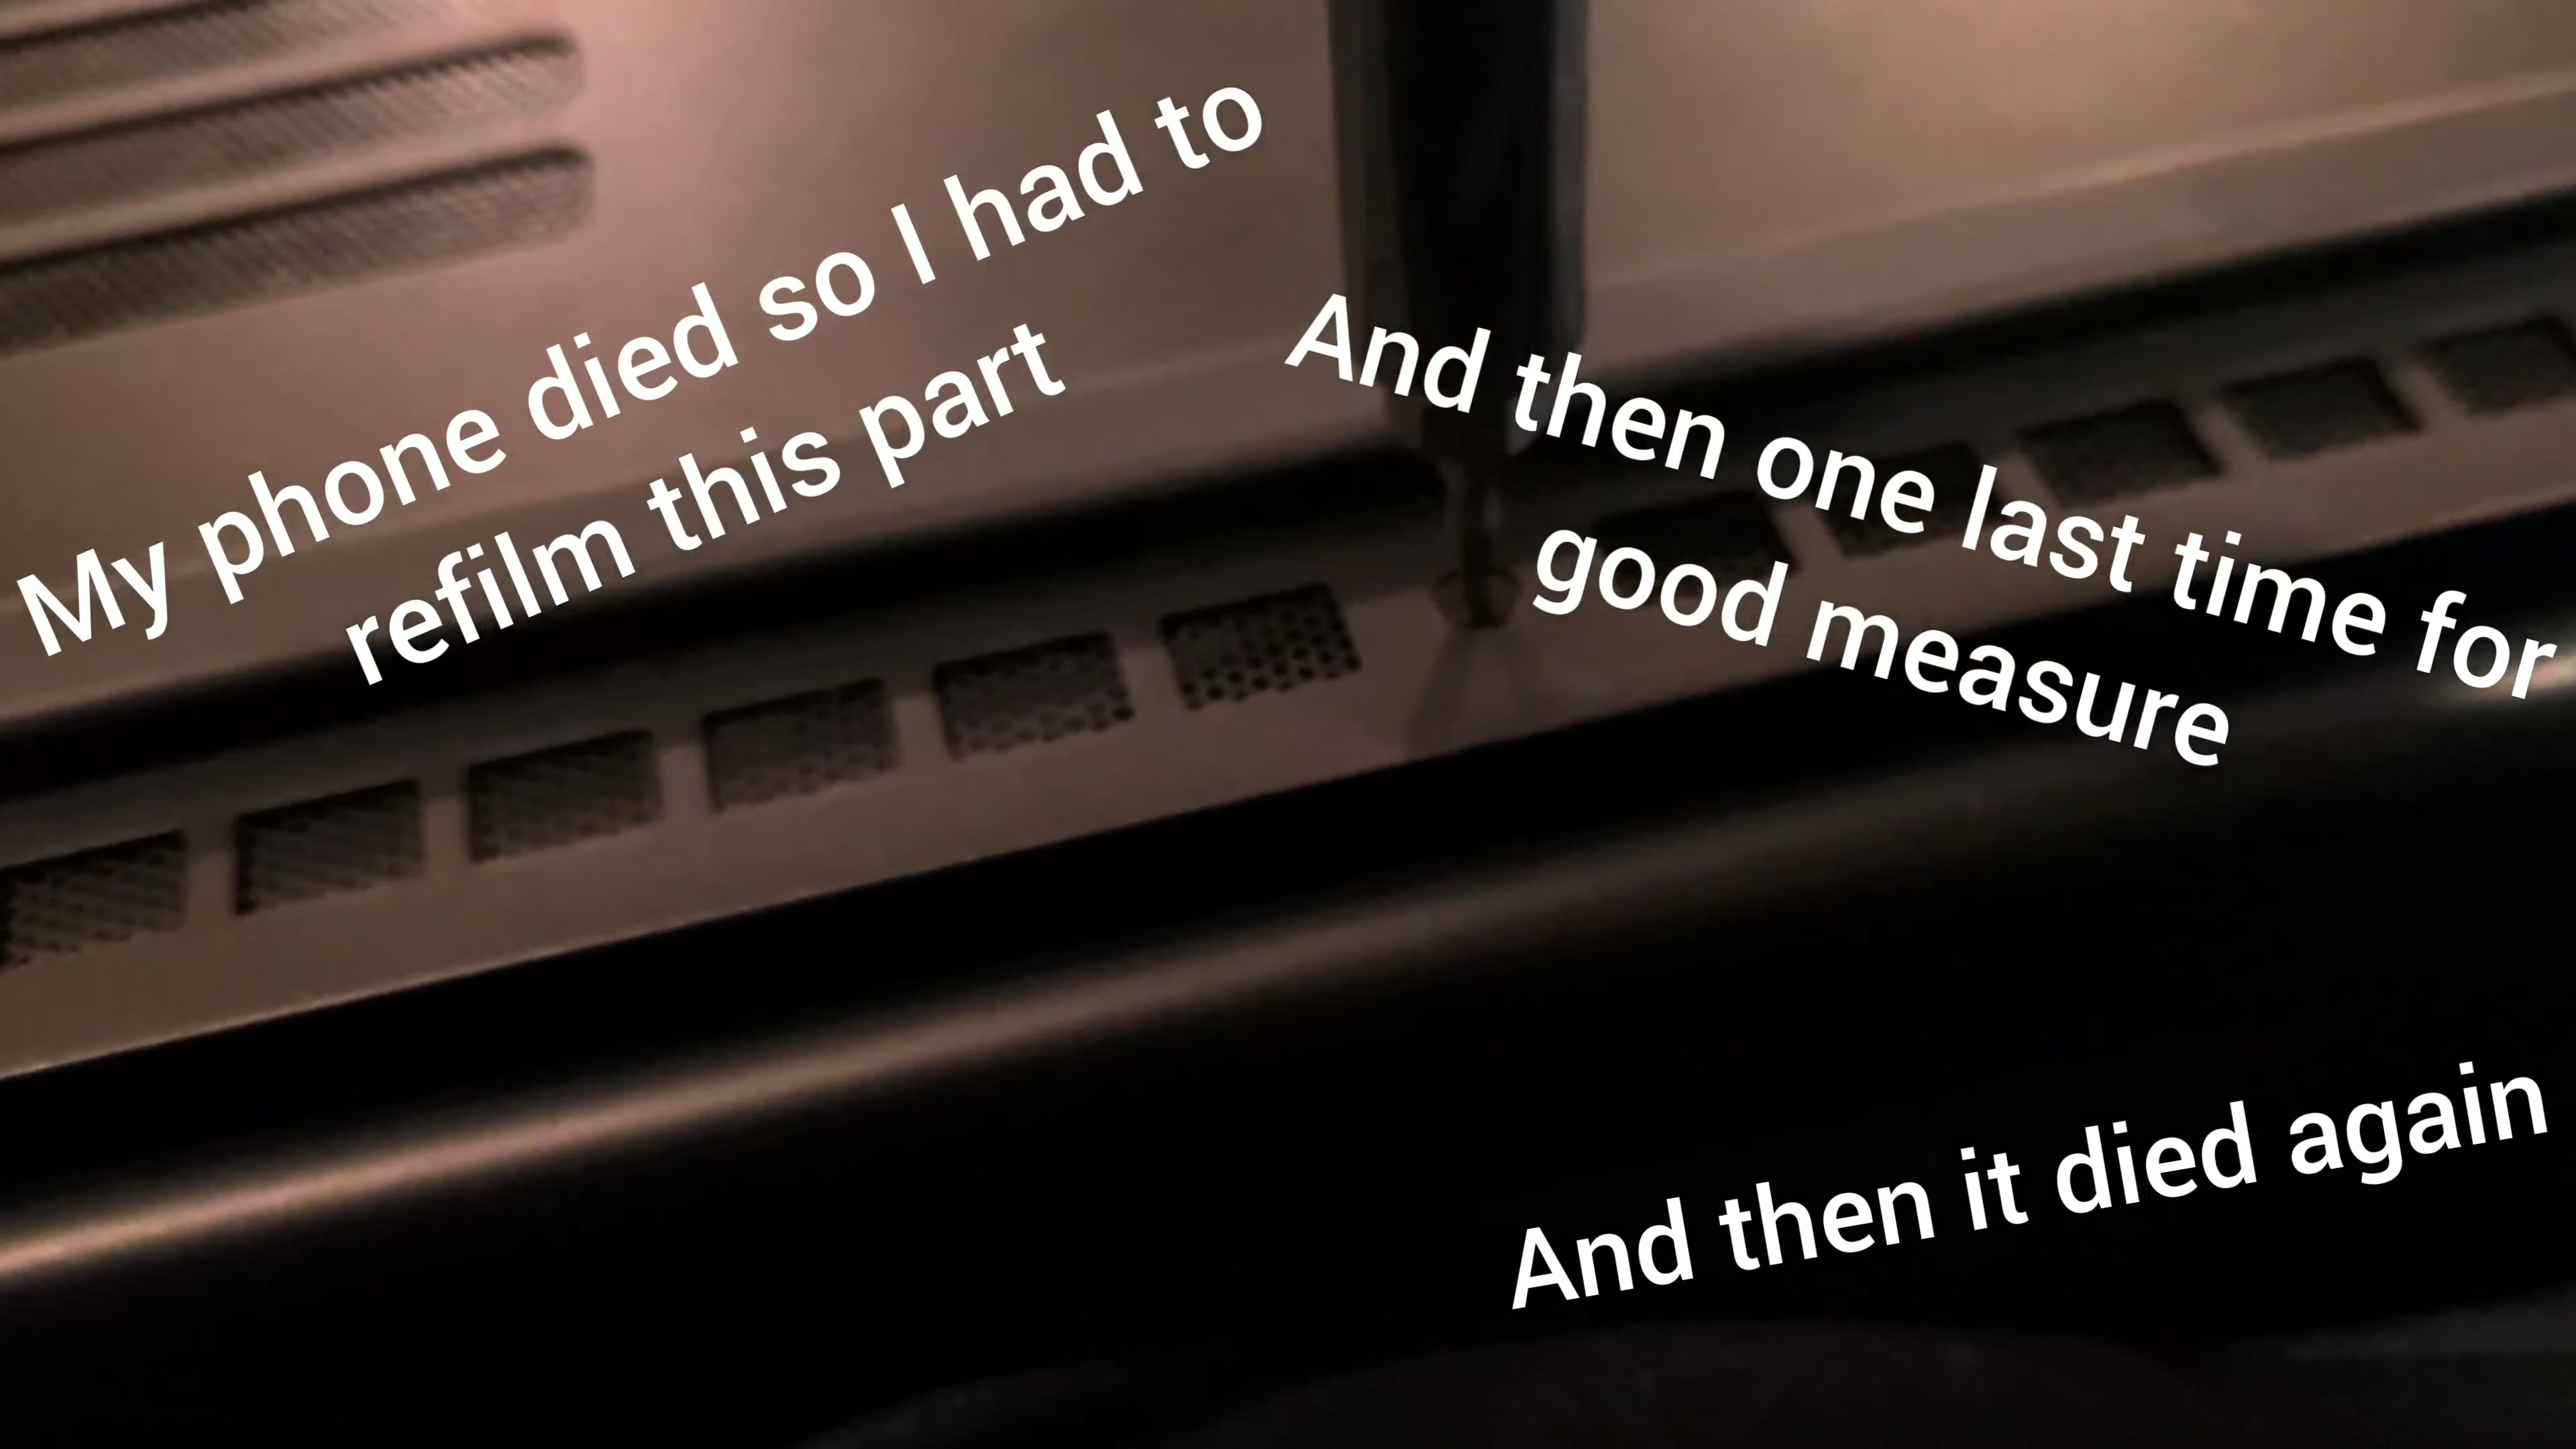 My phone died so I had to
refilm this part
And then one last time for
good measure
And then it died again